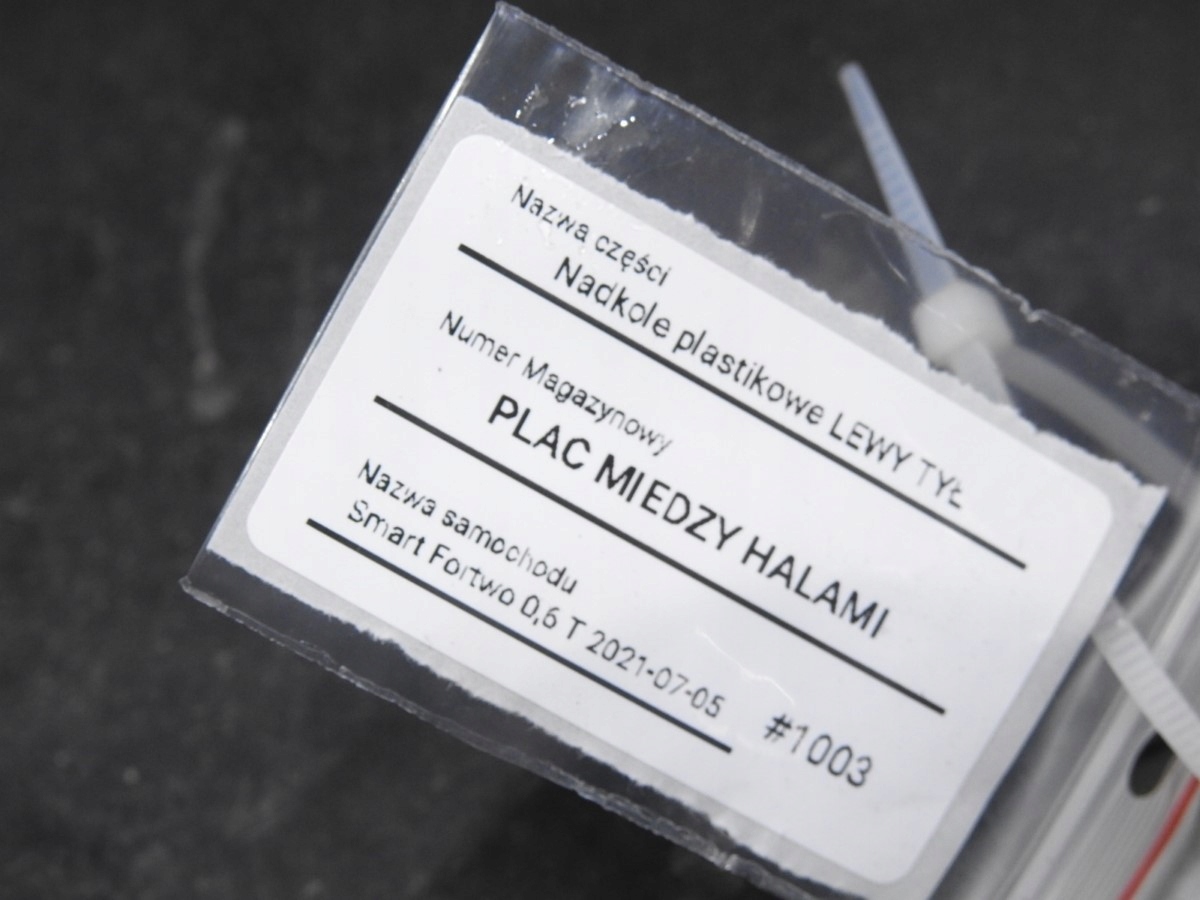 Nazwa części
Nadkole plastikowe LEWY TYŁ
Numer Magazynowy
PLAC MIEDZY HALAMI
Nazwa samochodu
Smart Fortwo 0,6 T 2021-07-05
#1003